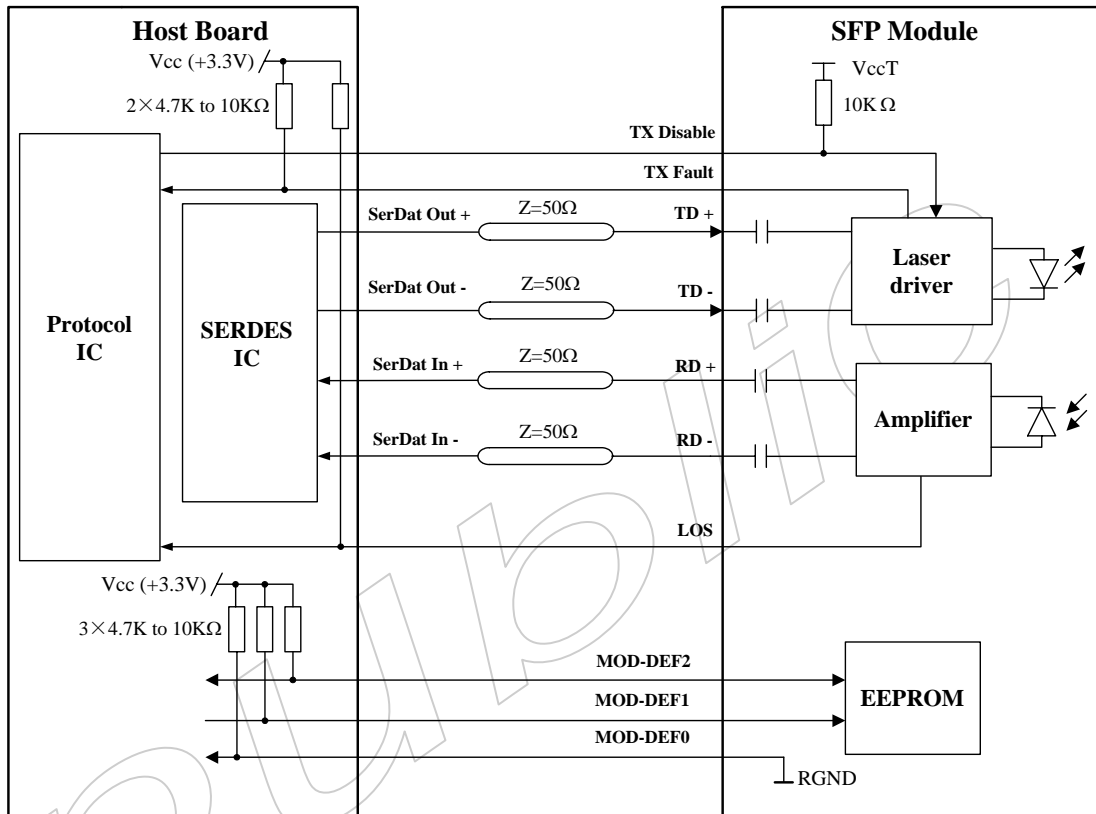 Host Board
Vcc (+3.3V)
2×4.7K to 10KΩ
SFP Module
VccT
10K Ω
TX Disable
TX Fault
SerDat Out +
Z=50Ω
TD +
SerDat Out -
Z=50Ω
TD -
SerDat In +
Z=50Ω
RD +
SerDat In -
Z=50Ω
RD -
Protocol
IC
SERDES
IC
Laser
driver
Amplifier
LOS
Vcc (+3.3V)
3×4.7K to 10KΩ
MOD-DEF2
MOD-DEF1
MOD-DEF0
EEPROM
RGND
public